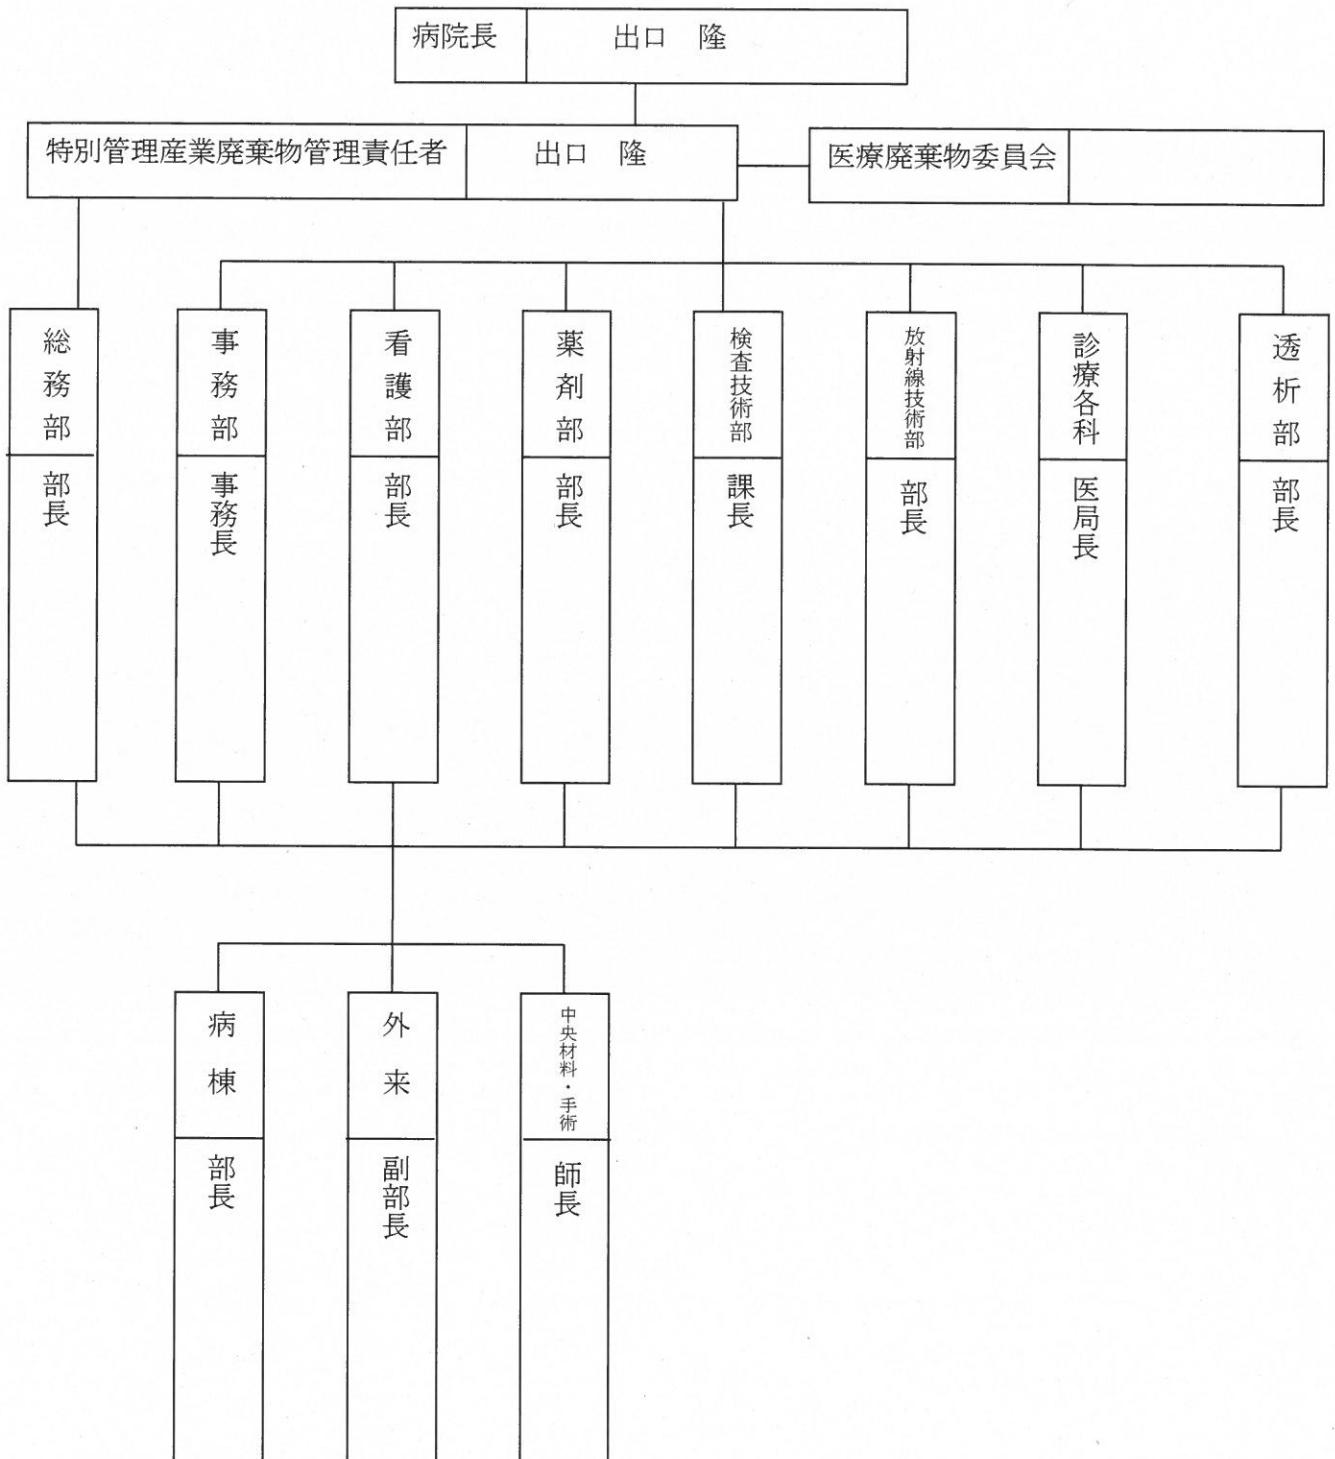 病院長
出口 隆
特別管理産業廃棄物管理責任者
出口 隆
医療廃棄物委員会
総務部
部長
事務部
事務長
看護部
部長
薬剤部
部長
検査技術部
課長
放射線技術部
部長
診療各科
医局長
透析部
部長
病棟
部長
外来
副部長
中央材料・手術
師長